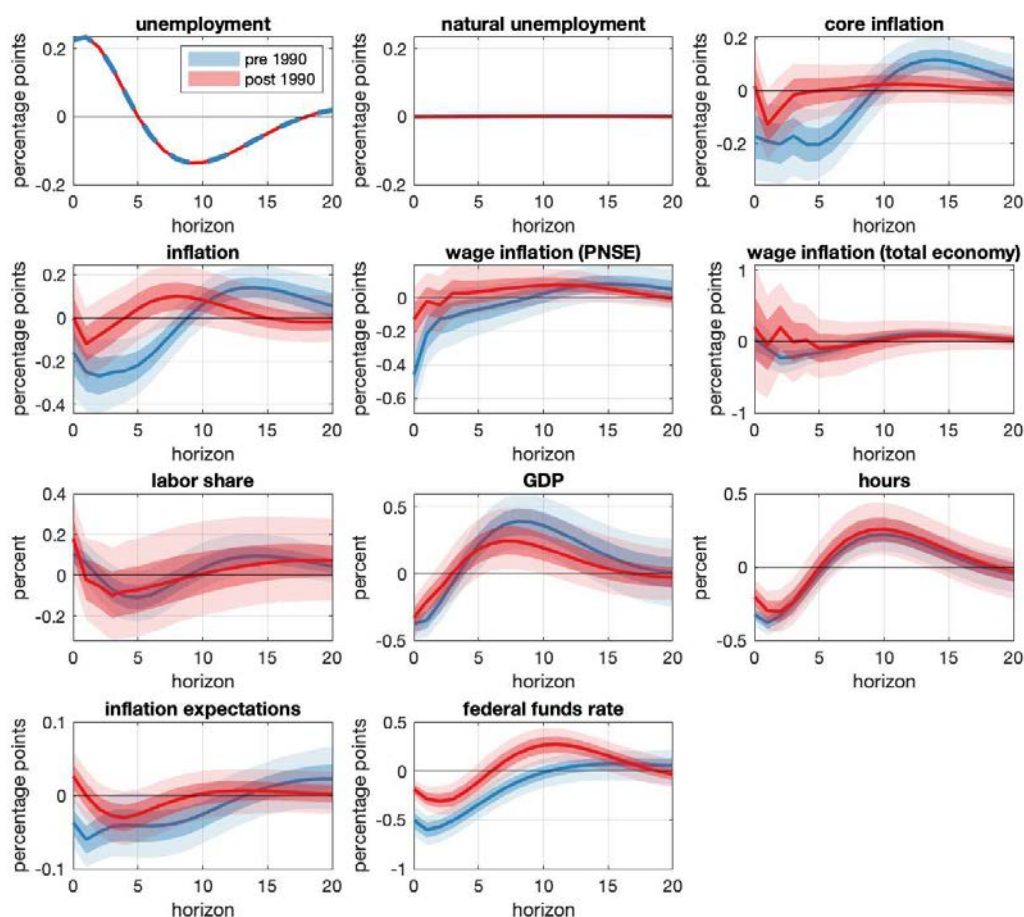 unemployment
natural unemployment
core inflation
percentage points
0.2
0
-0.2
0 5 10 15 20
horizon
pre 1990
post 1990
percentage points
0.2
0
-0.2
0 5 10 15 20
horizon
percentage points
0.2
0
-0.2
0 5 10 15 20
horizon
inflation
wage inflation (PNSE)
wage inflation (total economy)
percentage points
0.2
0
-0.2
-0.4
0 5 10 15 20
horizon
percentage points
0
-0.2
-0.4
-0.6
0 5 10 15 20
horizon
percentage points
1
0
-1
0 5 10 15 20
horizon
labor share
GDP
hours
percent
0.4
0.2
0
-0.2
0 5 10 15 20
horizon
percent
0.5
0
-0.5
0 5 10 15 20
horizon
percent
0.5
0
-0.5
0 5 10 15 20
horizon
inflation expectations
federal funds rate
percentage points
0.1
0
-0.1
0 5 10 15 20
horizon
percentage points
0.5
0
-0.5
-1
0 5 10 15 20
horizon